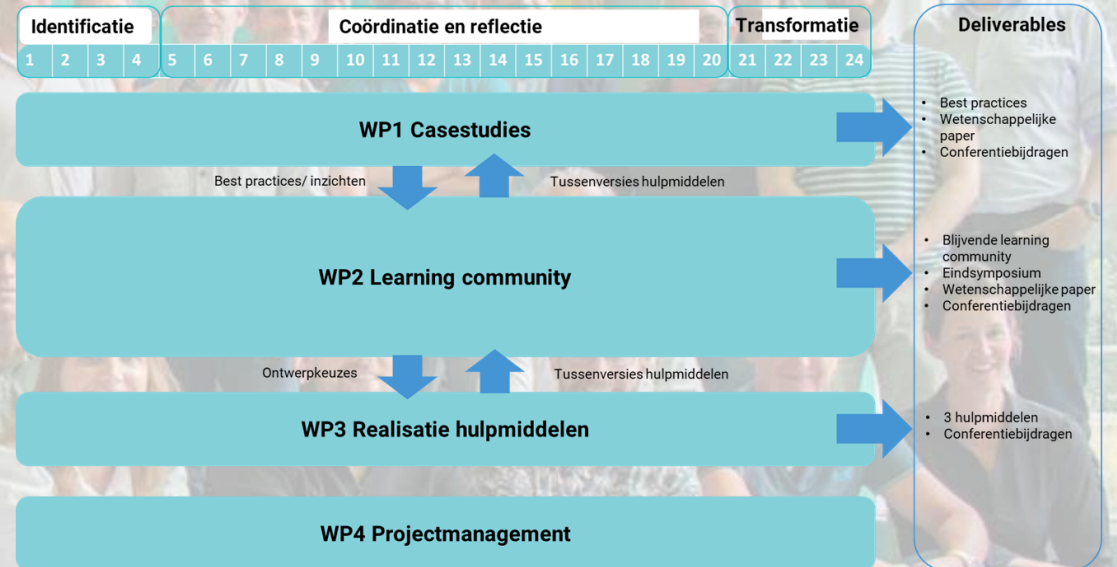 Identificatie
Coördinatie en reflectie
Transformatie
Deliverables
1 2 3 4 5 6 7 8 9 10 11 12 13 14 15 16 17 18 19 20 21 22 23 24
WP1 Casestudies
• Best practices
• Wetenschappelijke
paper
• Conferentiebijdragen
Best practices/ inzichten
Tussenversies hulpmiddelen
WP2 Learning community
• Blijvende learning
community
• Eindsymposium
• Wetenschappelijke paper
• Conferentiebijdragen
Ontwerpkeuzes
Tussenversies hulpmiddelen
WP3 Realisatie hulpmiddelen
• 3 hulpmiddelen
• Conferentiebijdragen
WP4 Projectmanagement